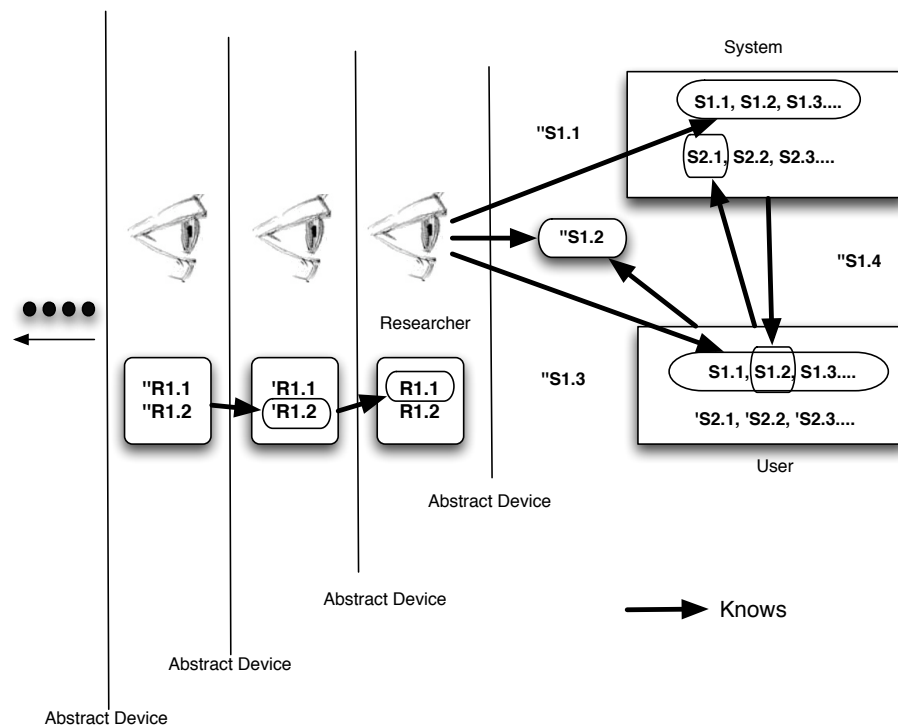 System
S1.1, S1.2, S1.3....
"S1.1
S2.1, S2.2, S2.3....
"S1.2
"S1.4
Researcher
"R1.1
"R1.2
'R1.1
'R1.2
R1.1
R1.2
"S1.3
S1.1, S1.2, S1.3....
'S2.1, 'S2.2, 'S2.3....
User
Abstract Device
Abstract Device
Knows
Abstract Device
Abstract Device